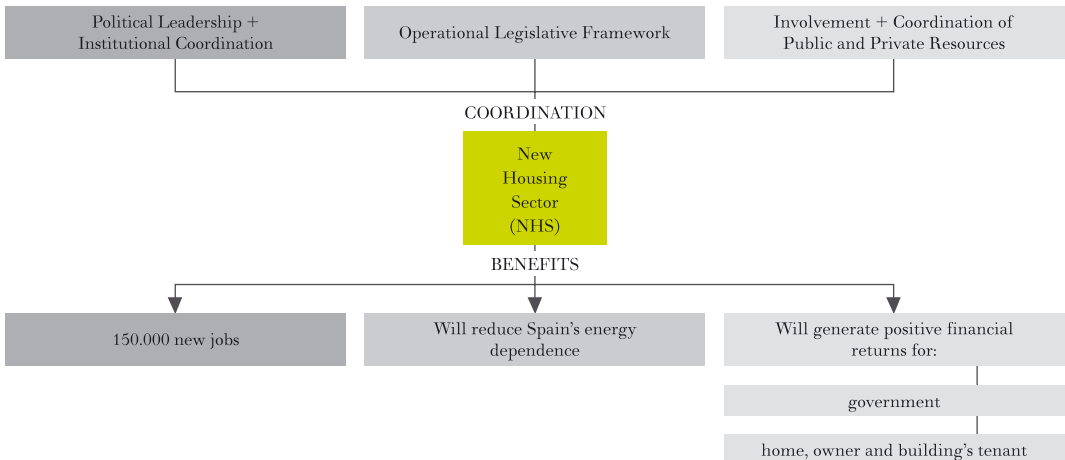 Political Leadership +
Institutional Coordination
Operational Legislative Framework
Involvement + Coordination of
Public and Private Resources
COORDINATION
New
Housing
Sector
(NHS)
BENEFITS
150.000 new jobs
Will reduce Spain's energy
dependence
Will generate positive financial
returns for:
government
home, owner and building's tenant